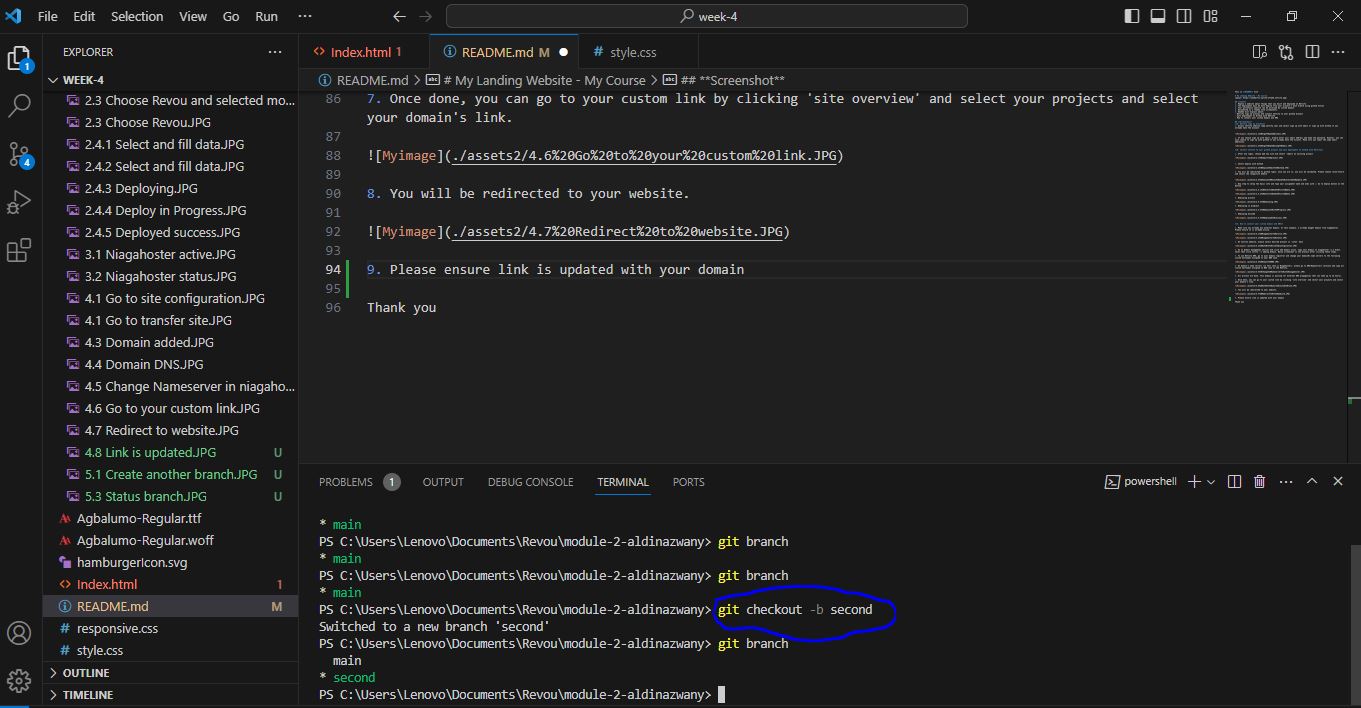 File Edit Selection View Go Run ···
week-4
EXPLORER ···
WEEK-4
2.3 Choose Revou and selected mo...
2.3 Choose Revou.JPG
2.4.1 Select and fill data.JPG
2.4.2 Select and fill data.JPG
2.4.3 Deploying.JPG
2.4.4 Deploy in Progress.JPG
2.4.5 Deployed success.JPG
3.1 Niagahoster active.JPG
3.2 Niagahoster status.JPG
4.1 Go to site configuration.JPG
4.1 Go to transfer site.JPG
4.3 Domain added.JPG
4.4 Domain DNS.JPG
4.5 Change Nameserver in niagaho...
4.6 Go to your custom link.JPG
4.7 Redirect to website.JPG
4.8 Link is updated.JPG U
5.1 Create another branch.JPG U
5.3 Status branch.JPG U
Agbalumo-Regular.ttf
Agbalumo-Regular.woff
hamburgerIcon.svg
Index.html 1
README.md M
responsive.css
style.css
OUTLINE
TIMELINE
1
4
Index.html 1 README.md M style.css
README.md > # My Landing Website - My Course > ## **Screenshot**
86 7. Once done, you can go to your custom link by clicking 'site overview' and select your projects and select
your domain's link.
87
88 ![Myimage](./assets2/4.6%20Go%20to%20your%20custom%20link.JPG)
89
90 8. You will be redirected to your website.
91
92 ![Myimage](./assets2/4.7%20Redirect%20to%20website.JPG)
93
94 9. Please ensure link is updated with your domain
95
96 Thank you
PROBLEMS 1 OUTPUT DEBUG CONSOLE TERMINAL PORTS
powershell
* main
PS C:\Users\Lenovo\Documents\Revou\module-2-aldinazwany> git branch
* main
PS C:\Users\Lenovo\Documents\Revou\module-2-aldinazwany> git branch
* main
PS C:\Users\Lenovo\Documents\Revou\module-2-aldinazwany> git checkout -b second
Switched to a new branch 'second'
PS C:\Users\Lenovo\Documents\Revou\module-2-aldinazwany> git branch
main
* second
PS C:\Users\Lenovo\Documents\Revou\module-2-aldinazwany>